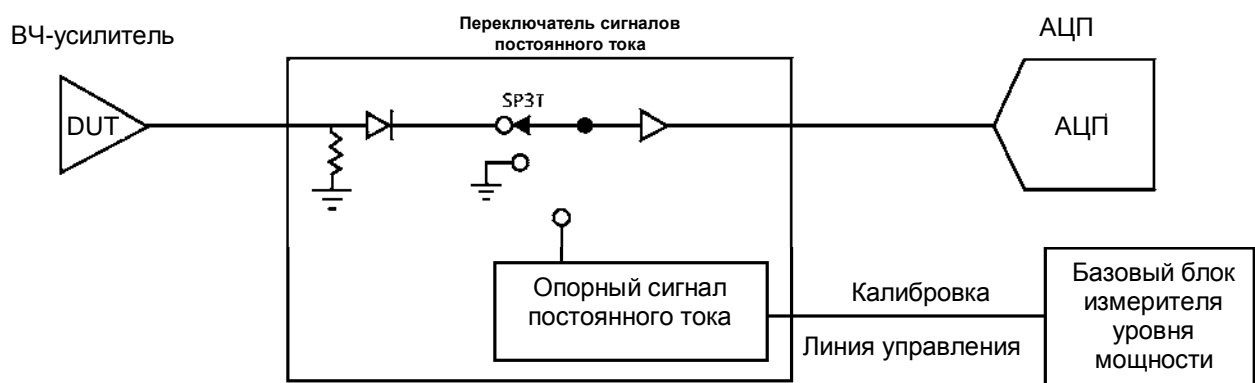 Переключатель сигналов
постоянного тока
ВЧ-усилитель
АЦП
DUT
SP3T
АЦП
Опорный сигнал
постоянного тока
Калибровка
Линия управления
Базовый блок
измерителя
уровня
мощности